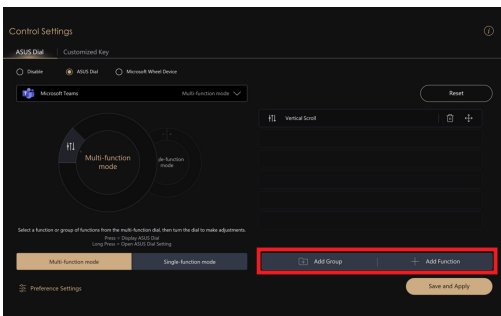 Control Settings
ASUS Dial
Customized Key
Disable
ASUS Dial
Microsoft Wheel Device
Microsoft Teams
Multi-function mode
Reset
Vertical Scroll
Multi-function
mode
gle-function
mode
Select a function or group of functions from the multi-function dial, then turn the dial to make adjustments.
Press = Display ASUS Dial
Long Press = Open ASUS Dial Setting
Multi-function mode
Single-function mode
Add Group
Add Function
Preference Settings
Save and Apply